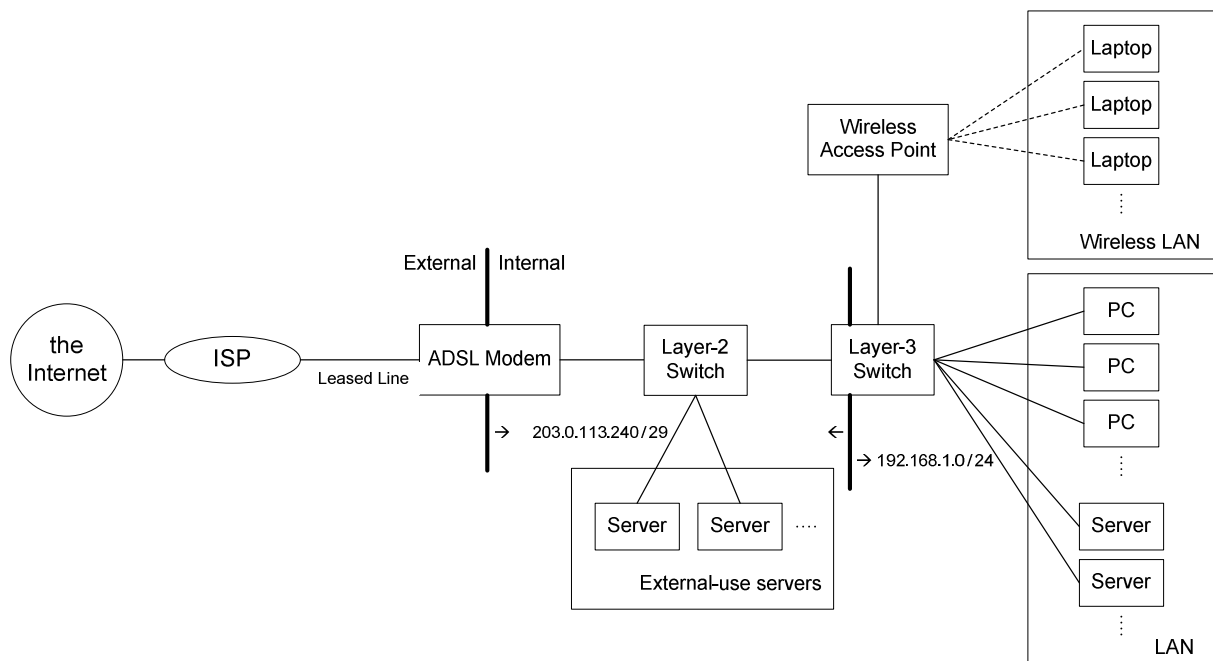 Laptop
Laptop
Laptop
Wireless LAN
Wireless
Access Point
External
Internal
the
Internet
ISP
Leased Line
ADSL Modem
Layer-2
Switch
Layer-3
Switch
→ 203.0.113.240/29
←
→ 192.168.1.0/24
Server
Server
....
External-use servers
PC
PC
PC
Server
Server
LAN